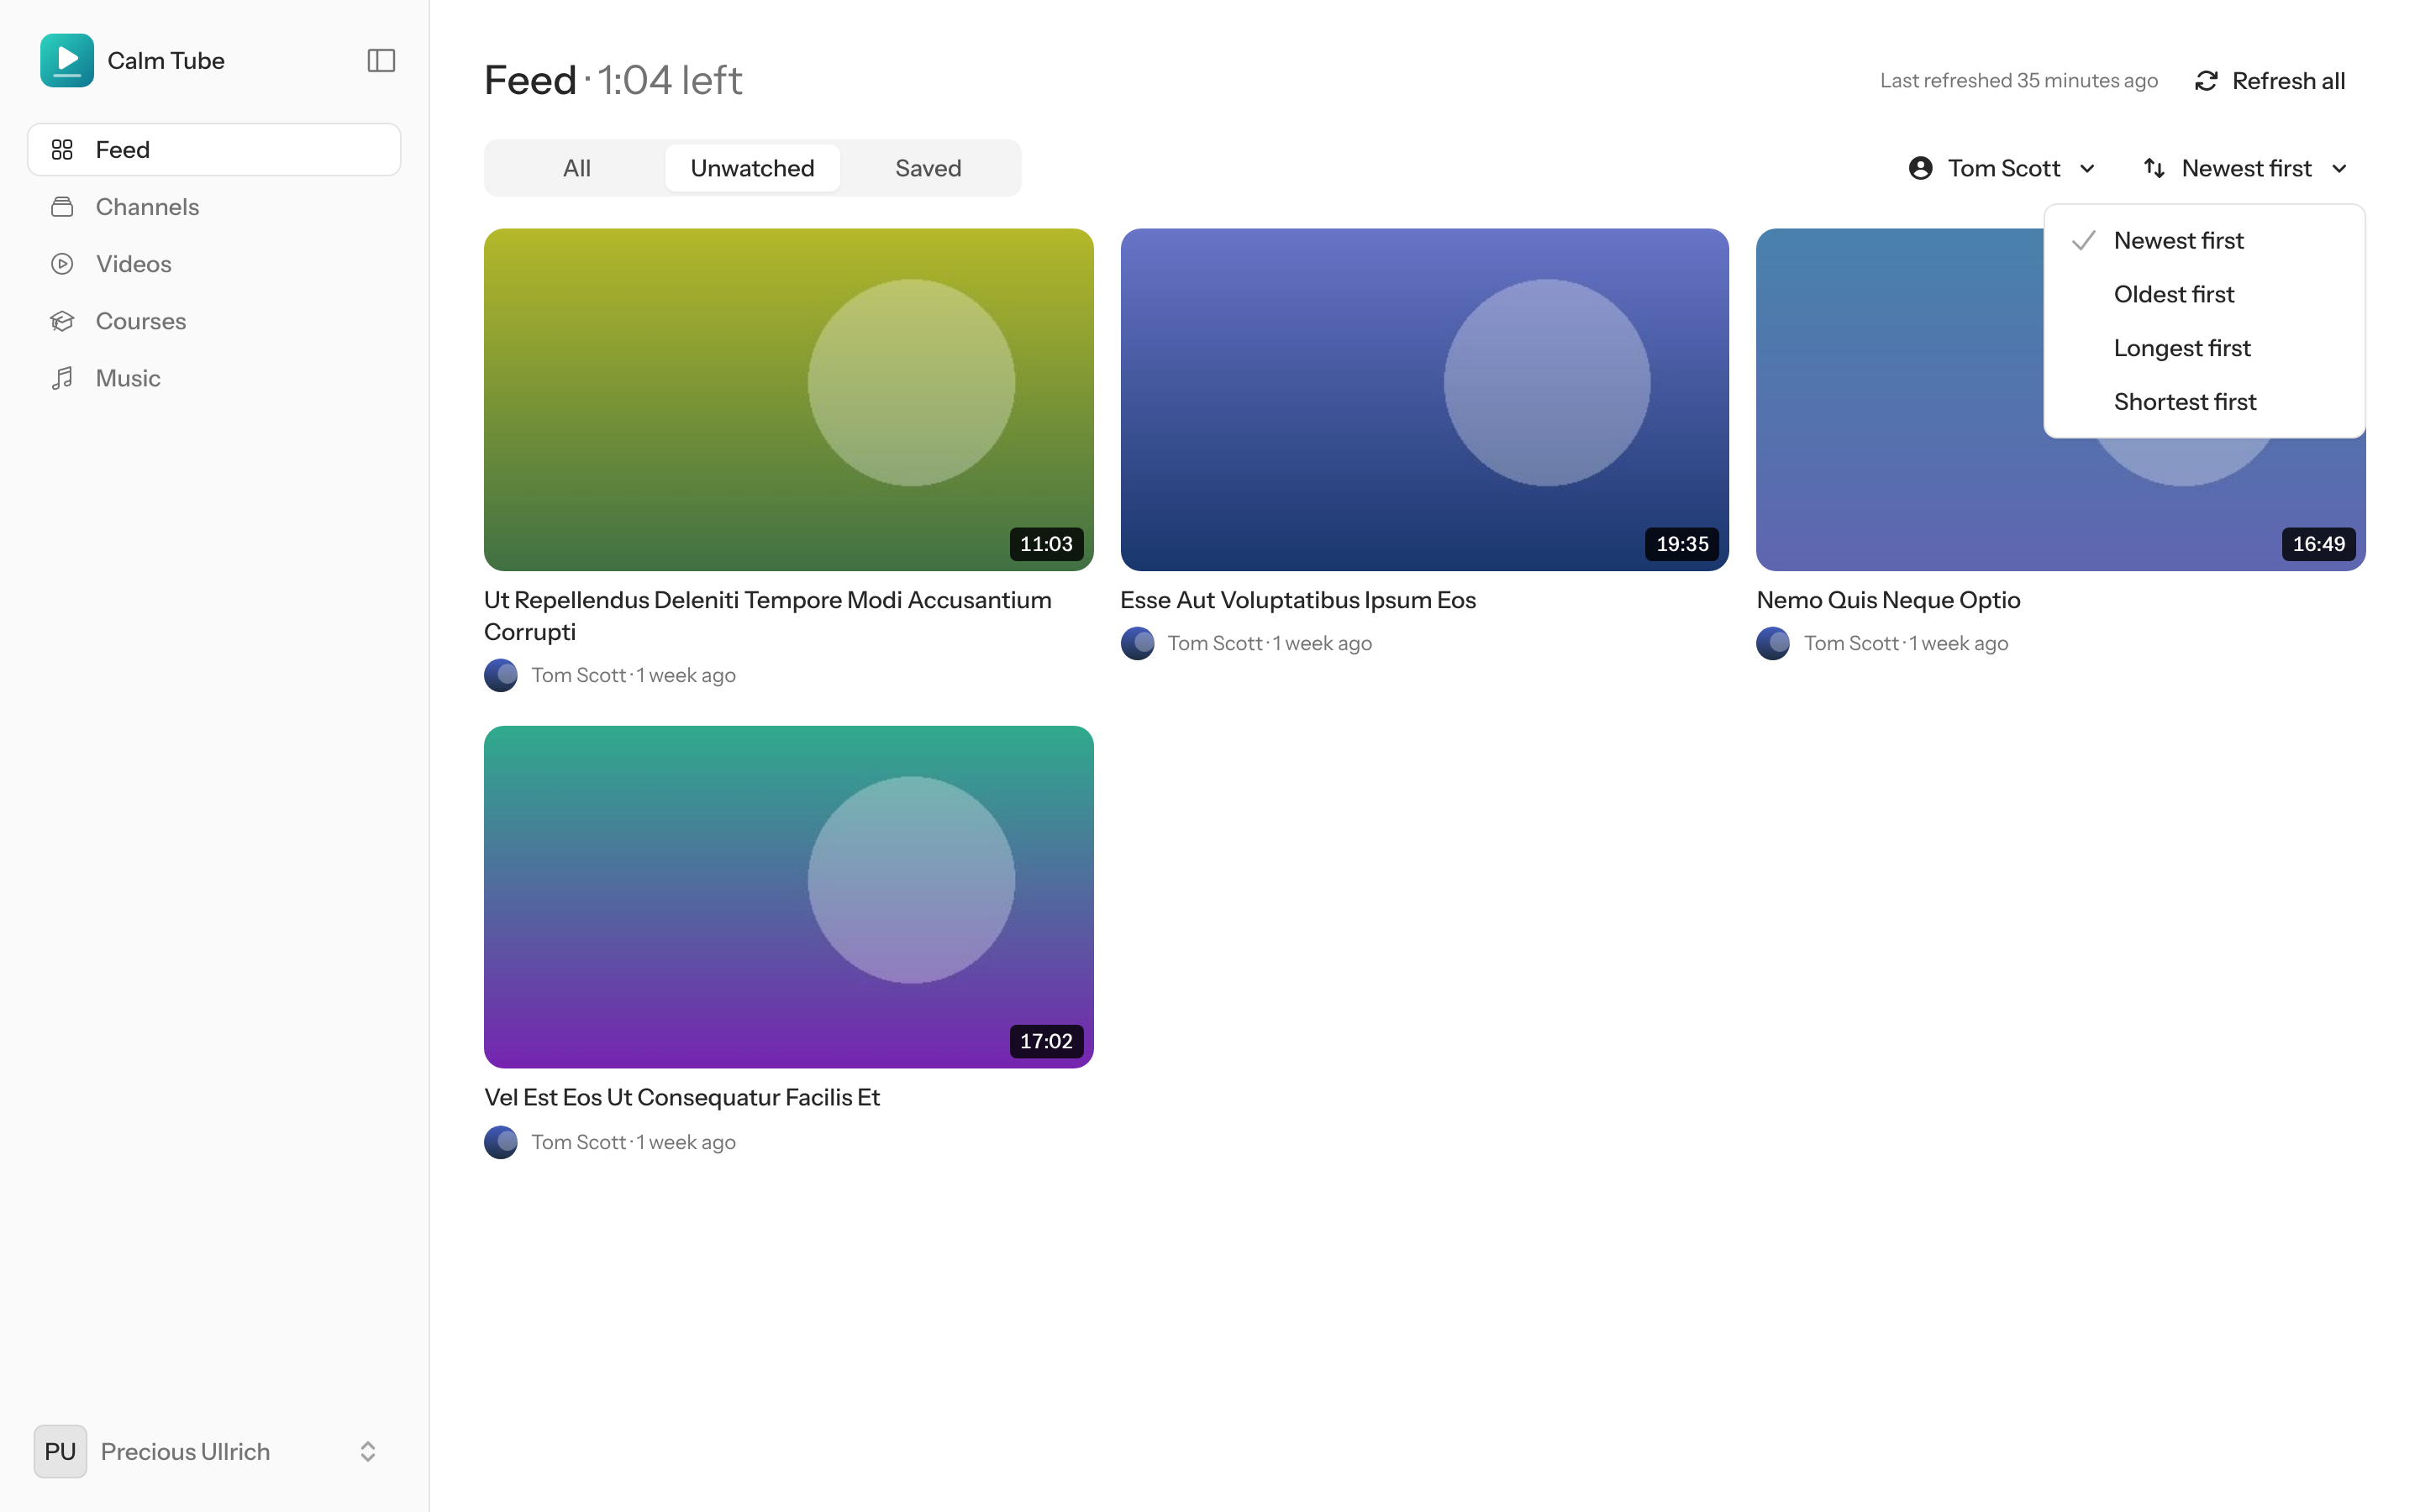 Calm Tube
Feed
Channels
Videos
Courses
Music
PU Precious Ullrich
Feed · 1:04 left
Last refreshed 35 minutes ago
Refresh all
All
Unwatched
Saved
Tom Scott
Newest first
Newest first
Oldest first
Longest first
Shortest first
11:03
Ut Repellendus Deleniti Tempore Modi Accusantium
Corrupti
Tom Scott · 1 week ago
19:35
Esse Aut Voluptatibus Ipsum Eos
Tom Scott · 1 week ago
16:49
Nemo Quis Neque Optio
Tom Scott · 1 week ago
17:02
Vel Est Eos Ut Consequatur Facilis Et
Tom Scott · 1 week ago